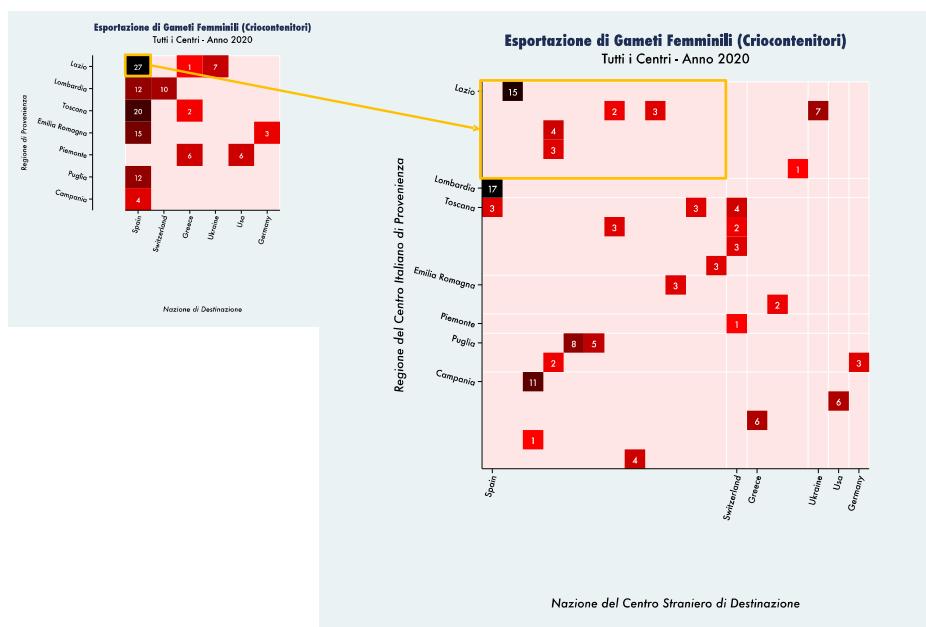 Esportazione di Gameti Femminili (Criocontenitori)
Tutti i Centri - Anno 2020
Regione di Provenienza
Lazio 27 1 7
Lombardia 12 10
Toscana 20 2
Emilia Romagna 15 3
Piemonte 6 6
Puglia 12
Campania 4
Spain Switzerland Greece Ukraine Usa Germany
Nazione di Destinazione
Esportazione di Gameti Femminili (Criocontenitori)
Tutti i Centri - Anno 2020
Regione del Centro Italiano di Provenienza
Lazio 15
2 3 7
4
3
1
Lombardia 17
Toscana 3 3 4
3 2
3
3
Emilia Romagna 3
2
Piemonte 1
Puglia 8 5
2 3
Campania 11
6
6
1
4
Spain Switzerland Greece Ukraine Usa Germany
Nazione del Centro Straniero di Destinazione